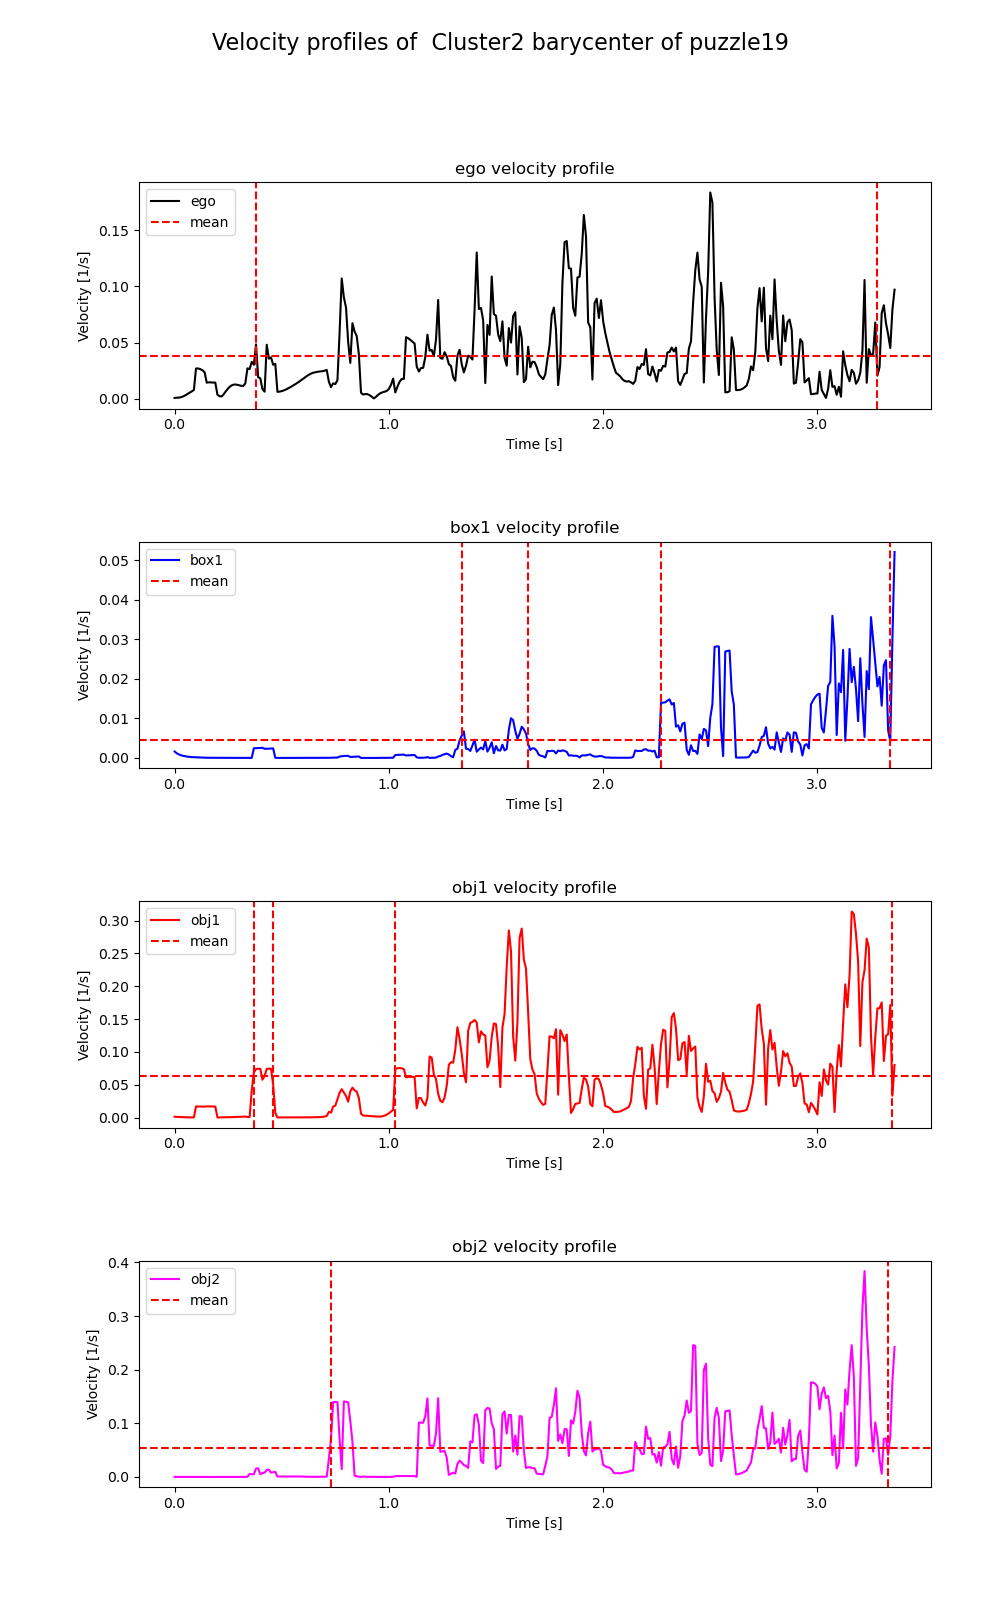 Velocity profiles of  Cluster2 barycenter of puzzle19
ego velocity profile
ego
mean
Velocity [1/s]
0.15
0.10
0.05
0.00
0.0 1.0 2.0 3.0
Time [s]
box1 velocity profile
box1
mean
Velocity [1/s]
0.05
0.04
0.03
0.02
0.01
0.00
0.0 1.0 2.0 3.0
Time [s]
obj1 velocity profile
obj1
mean
Velocity [1/s]
0.30
0.25
0.20
0.15
0.10
0.05
0.00
0.0 1.0 2.0 3.0
Time [s]
obj2 velocity profile
obj2
mean
Velocity [1/s]
0.4
0.3
0.2
0.1
0.0
0.0 1.0 2.0 3.0
Time [s]